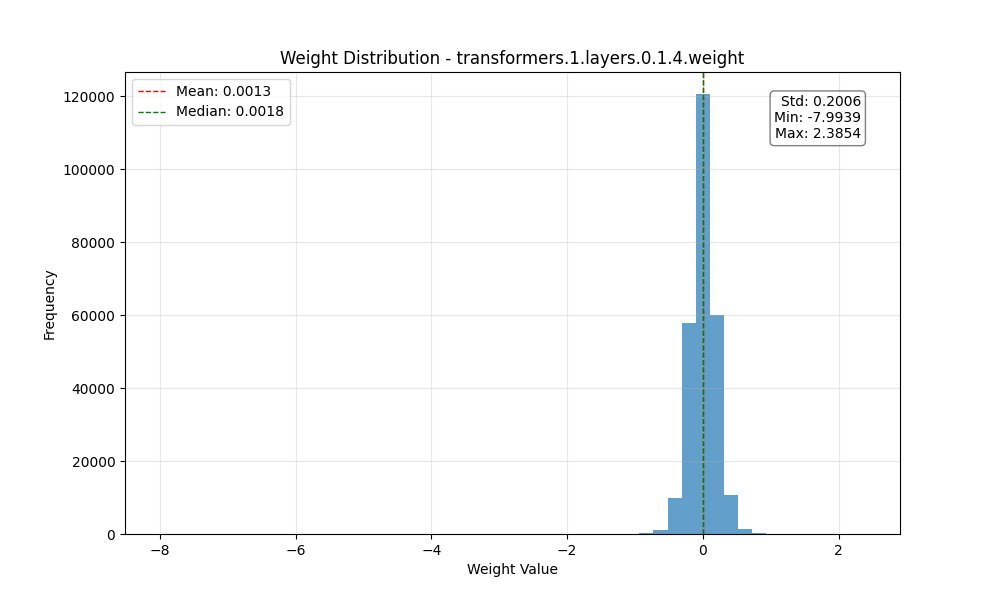 Weight Distribution - transformers.1.layers.0.1.4.weight
Mean: 0.0013
Median: 0.0018
Std: 0.2006
Min: -7.9939
Max: 2.3854
120000
100000
80000
60000
40000
20000
0
Frequency
−8 −6 −4 −2 0 2
Weight Value